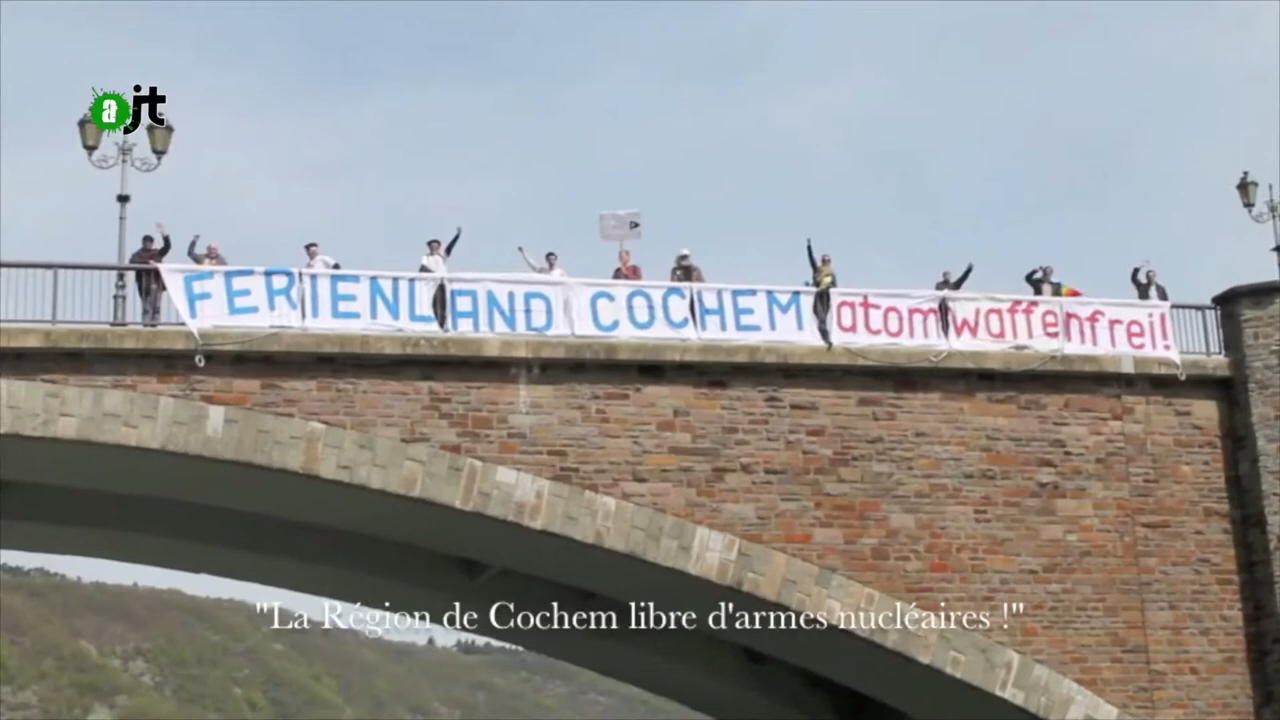 ajt
FERIENLAND COCHEM atomwaffenfrei!
"La Région de Cochem libre d'armes nucléaires !"